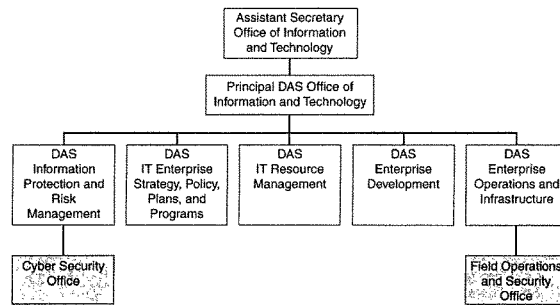 Assistant Secretary
Office of Information
and Technology
Principal DAS Office of
Information and Technology
DAS
Information
Protection and
Risk
Management
DAS
IT Enterprise
Strategy, Policy,
Plans, and
Programs
DAS
IT Resource
Management
DAS
Enterprise
Development
DAS
Enterprise
Operations and
Infrastructure
Cyber Security
Office
Field Operations
and Security
Office